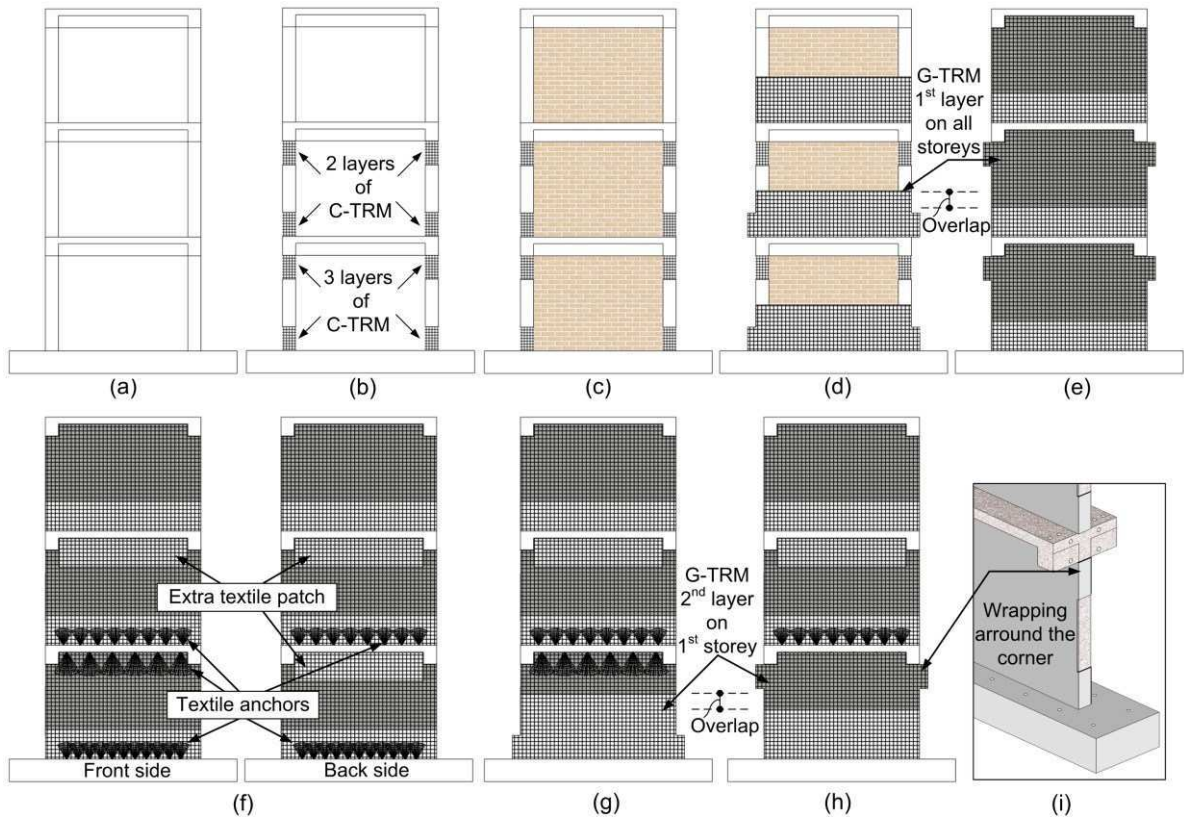 2 layers
of
C-TRM
3 layers
of
C-TRM
G-TRM
1st layer
on all
storeys
Overlap
(a)
(b)
(c)
(d)
(e)
Extra textile patch
Textile anchors
Front side
Back side
G-TRM
2nd layer
on
1st storey
Overlap
Wrapping
arround the
corner
(f)
(g)
(h)
(i)